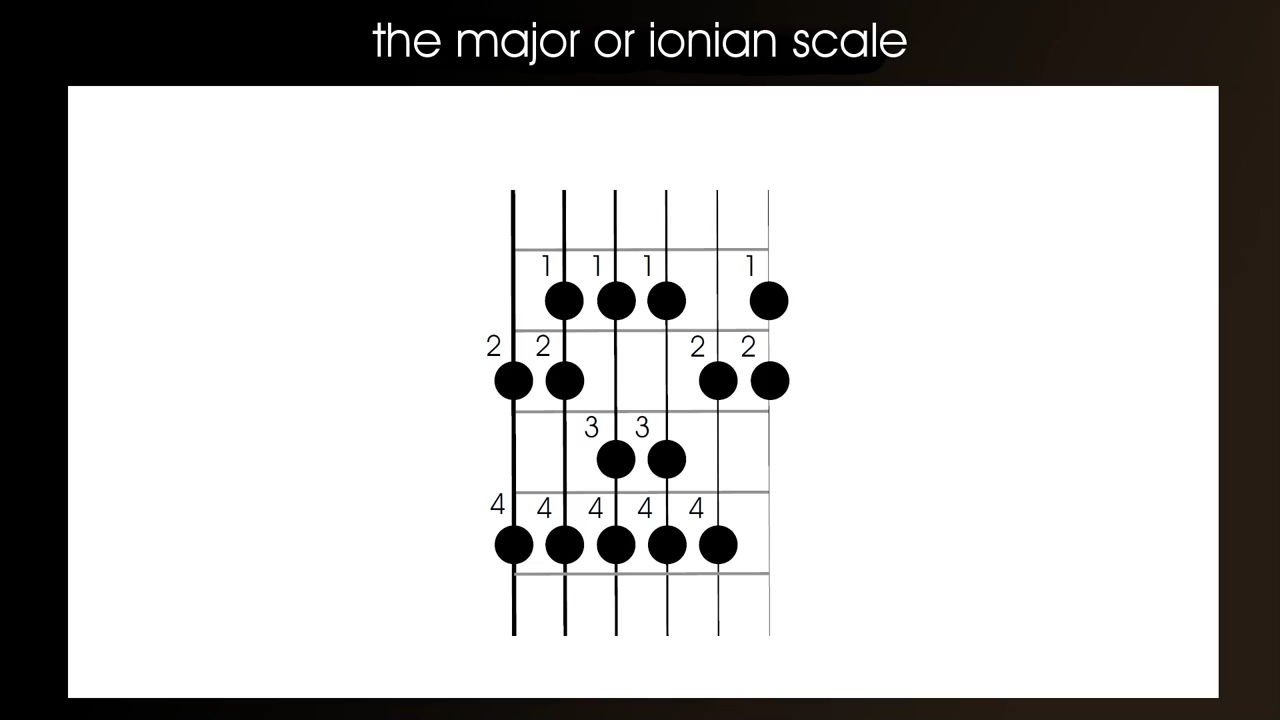 the major or ionian scale
1 1 1 1
2 2 2 2
3 3
4 4 4 4 4